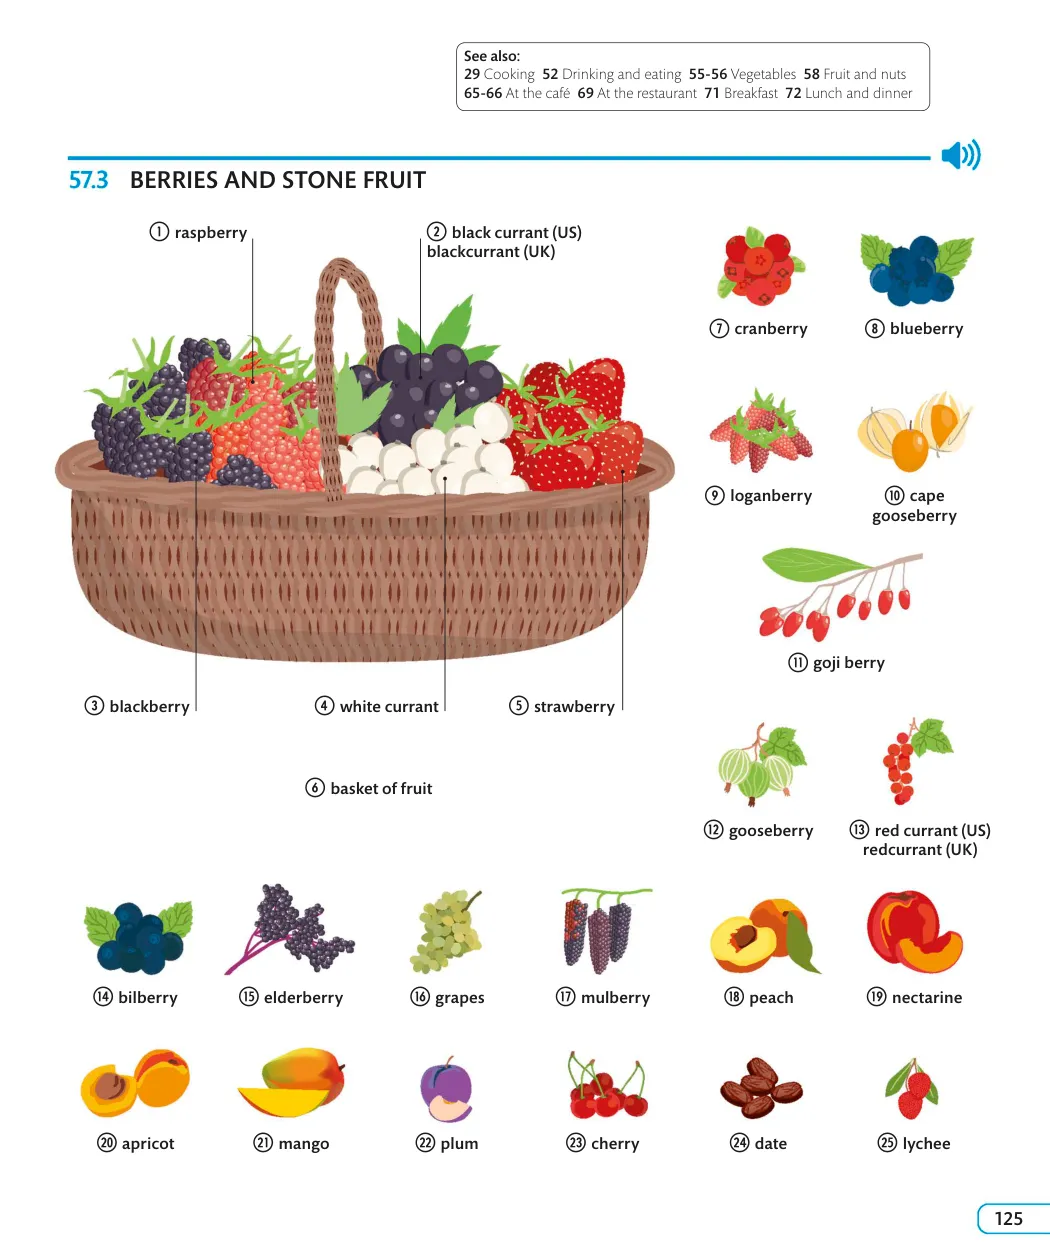 See also:
29 Cooking 52 Drinking and eating 55-56 Vegetables 58 Fruit and nuts
65-66 At the café 69 At the restaurant 71 Breakfast 72 Lunch and dinner
57.3 BERRIES AND STONE FRUIT
① raspberry
② black currant (US)
blackcurrant (UK)
⑦ cranberry
⑧ blueberry
⑨ loganberry
⑩ cape
gooseberry
⑪ goji berry
③ blackberry
④ white currant
⑤ strawberry
⑥ basket of fruit
⑫ gooseberry
⑬ red currant (US)
redcurrant (UK)
⑭ bilberry
⑮ elderberry
⑯ grapes
⑰ mulberry
⑱ peach
⑲ nectarine
⑳ apricot
㉑ mango
㉒ plum
㉓ cherry
㉔ date
㉕ lychee
125